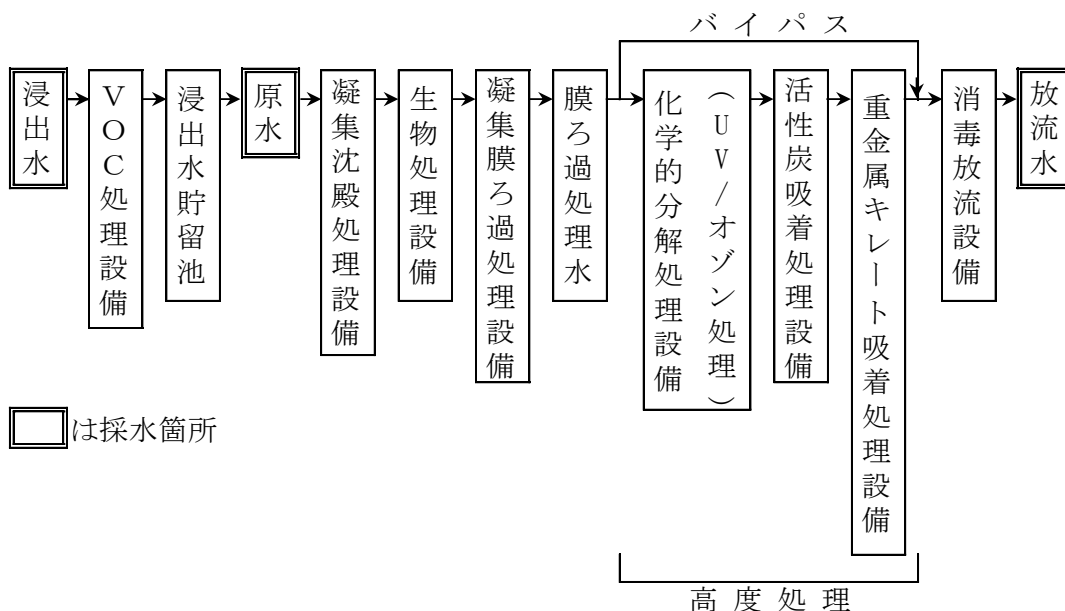 バイパス
浸出水
VOC処理設備
浸出水貯留池
原水
凝集沈殿処理設備
生物処理設備
凝集膜ろ過処理設備
膜ろ過処理水
化学的分解処理設備
（UV/オゾン処理）
活性炭吸着処理設備
重金属キレート吸着処理設備
消毒放流設備
放流水
は採水箇所
高度処理